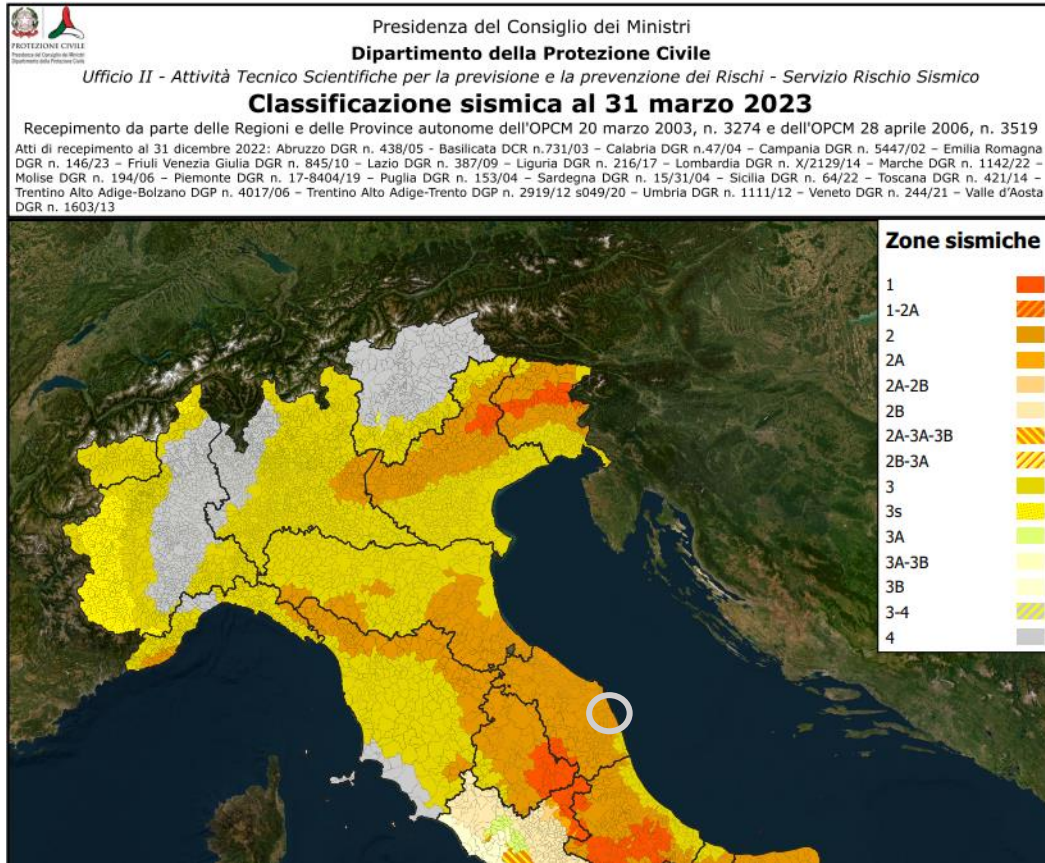 PROTEZIONE CIVILE
Presidenza del Consiglio dei Ministri
Dipartimento della Protezione Civile
Presidenza del Consiglio dei Ministri
Dipartimento della Protezione Civile
Ufficio II - Attività Tecnico Scientifiche per la previsione e la prevenzione dei Rischi - Servizio Rischio Sismico
Classificazione sismica al 31 marzo 2023
Recepimento da parte delle Regioni e delle Province autonome dell'OPCM 20 marzo 2003, n. 3274 e dell'OPCM 28 aprile 2006, n. 3519
Atti di recepimento al 31 dicembre 2022: Abruzzo DGR n. 438/05 - Basilicata DCR n.731/03 – Calabria DGR n.47/04 – Campania DGR n. 5447/02 – Emilia Romagna
DGR n. 146/23 – Friuli Venezia Giulia DGR n. 845/10 – Lazio DGR n. 387/09 – Liguria DGR n. 216/17 – Lombardia DGR n. X/2129/14 – Marche DGR n. 1142/22 –
Molise DGR n. 194/06 – Piemonte DGR n. 17-8404/19 – Puglia DGR n. 153/04 – Sardegna DGR n. 15/31/04 – Sicilia DGR n. 64/22 – Toscana DGR n. 421/14 –
Trentino Alto Adige-Bolzano DGP n. 4017/06 – Trentino Alto Adige-Trento DGP n. 2919/12 s049/20 – Umbria DGR n. 1111/12 – Veneto DGR n. 244/21 – Valle d'Aosta
DGR n. 1603/13
Zone sismiche
1
1-2A
2
2A
2A-2B
2B
2A-3A-3B
2B-3A
3
3s
3A
3A-3B
3B
3-4
4